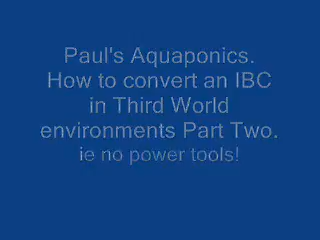 Paul's Aquaponics.
How to convert an IBC
in Third World
environments Part Two.
ie no power tools!